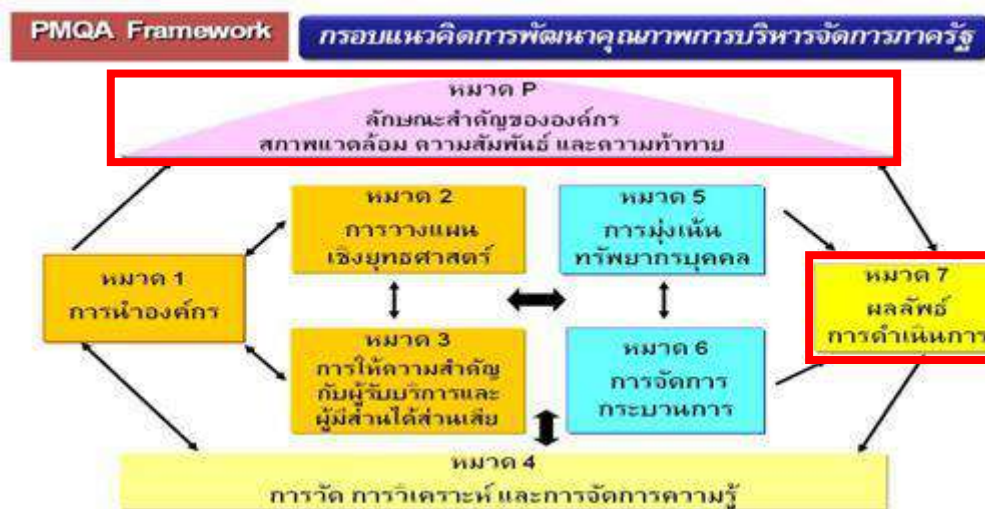 PMQA Framework
กรอบแนวคิดการพัฒนาคุณภาพการบริหารจัดการภาครัฐ
หมวด P
ลักษณะสำคัญขององค์กร
สภาพแวดล้อม ความสัมพันธ์ และความท้าทาย
หมวด 2
การวางแผน
เชิงยุทธศาสตร์
หมวด 5
การมุ่งเน้น
ทรัพยากรบุคคล
หมวด 1
การนำองค์กร
หมวด 7
ผลลัพธ์
การดำเนินการ
หมวด 3
การให้ความสำคัญ
กับผู้รับบริการและ
ผู้มีส่วนได้ส่วนเสีย
หมวด 6
การจัดการ
กระบวนการ
หมวด 4
การวัด การวิเคราะห์ และการจัดการความรู้